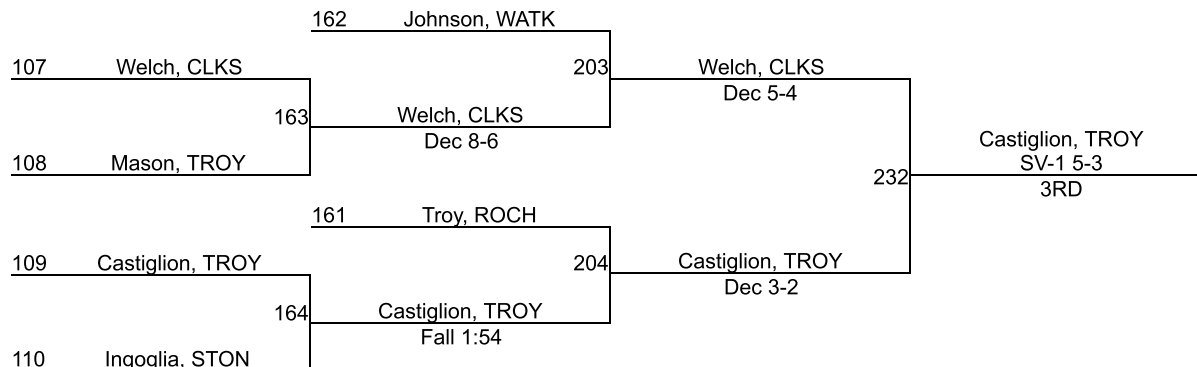 162 Johnson, WATK
107 Welch, CLKS
203 Welch, CLKS
Dec 5-4
163 Welch, CLKS
Dec 8-6
108 Mason, TROY
Castiglion, TROY
232 SV-1 5-3
3RD
161 Troy, ROCH
109 Castiglion, TROY
204 Castiglion, TROY
Dec 3-2
164 Castiglion, TROY
Fall 1:54
110 Ingoglia, STON